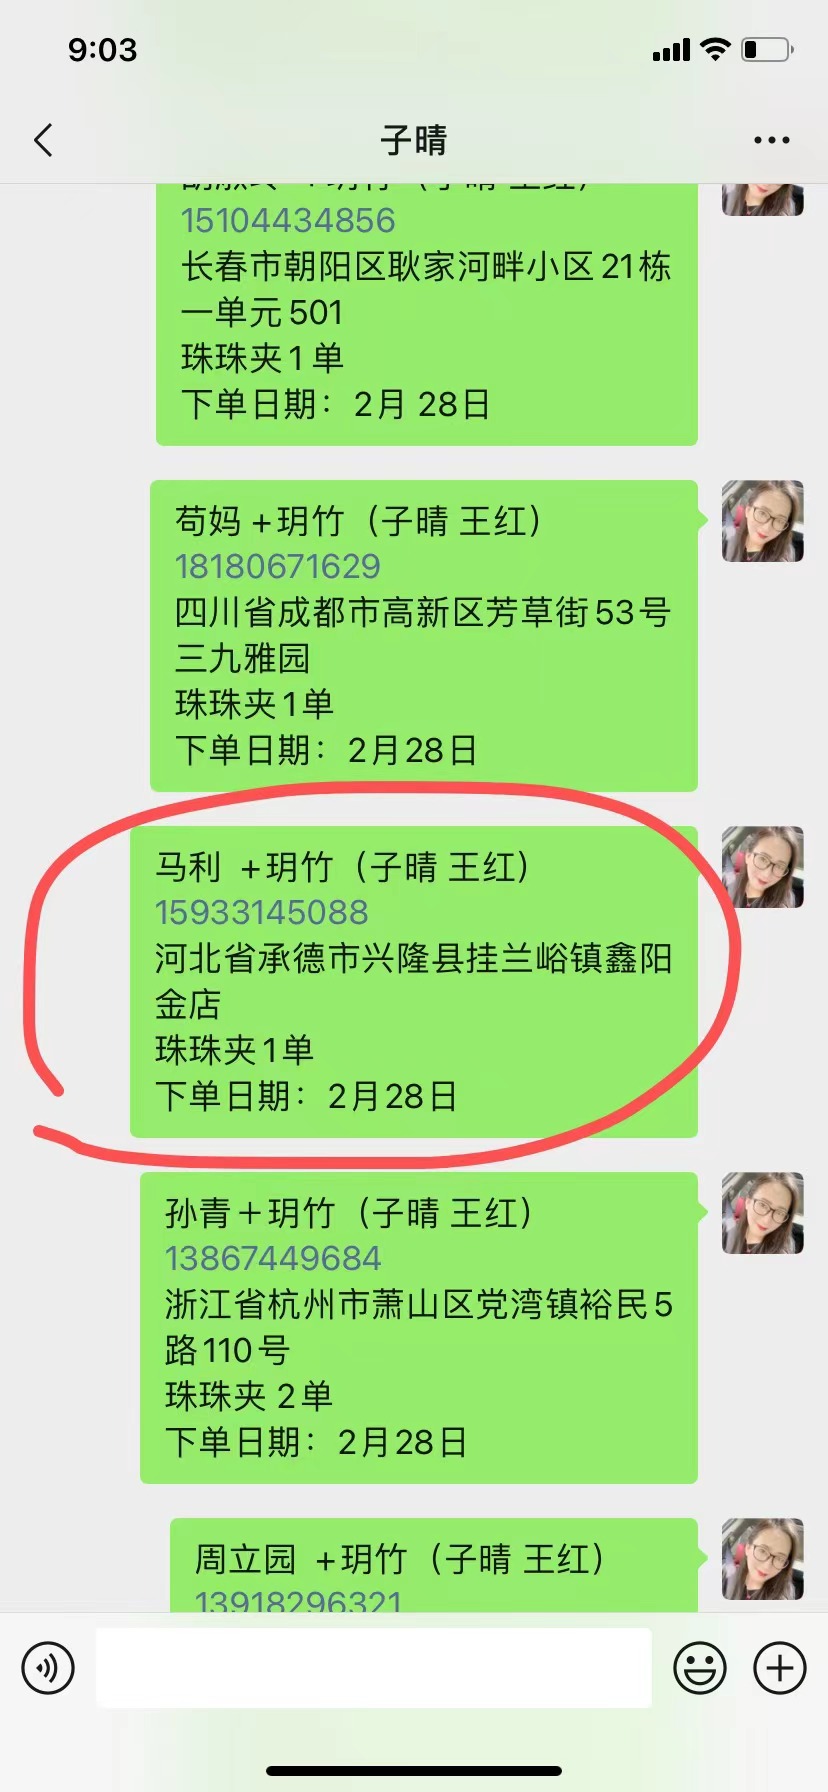 9:03
子晴
15104434856
长春市朝阳区耿家河畔小区21栋
一单元501
珠珠夹1单
下单日期：2月 28日
苟妈 +玥竹（子晴 王红）
18180671629
四川省成都市高新区芳草街53号
三九雅园
珠珠夹1单
下单日期：2月28日
马利 +玥竹（子晴 王红）
15933145088
河北省承德市兴隆县挂兰峪镇鑫阳
金店
珠珠夹1单
下单日期：2月28日
孙青＋玥竹（子晴 王红）
13867449684
浙江省杭州市萧山区党湾镇裕民5
路110号
珠珠夹 2单
下单日期：2月28日
周立园 +玥竹（子晴 王红）
13918296321